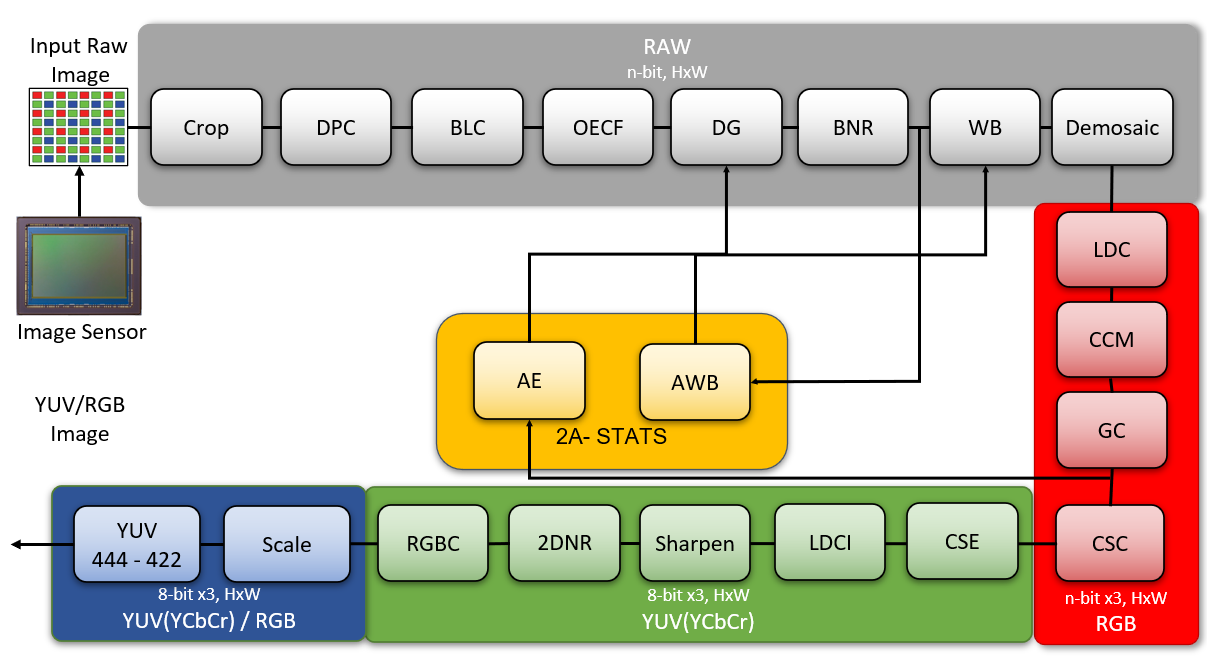 Input Raw
Image
RAW
n-bit, HxW
Crop
DPC
BLC
OECF
DG
BNR
WB
Demosaic
Image Sensor
LDC
CCM
GC
AE
AWB
2A- STATS
YUV/RGB
Image
YUV
444 - 422
Scale
RGBC
2DNR
Sharpen
LDCI
CSE
CSC
8-bit x3, HxW
YUV(YCbCr) / RGB
8-bit x3, HxW
YUV(YCbCr)
n-bit x3, HxW
RGB